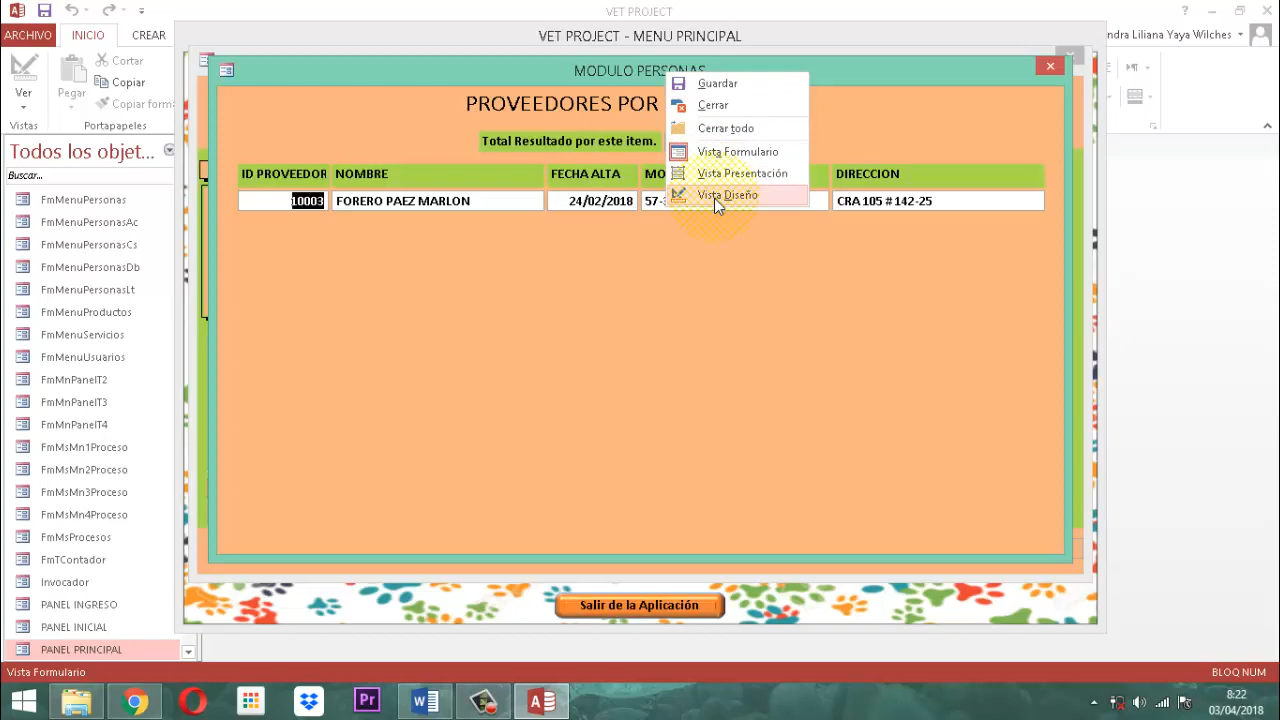 VET PROJECT
ARCHIVO
INICIO
CREAR
ndra Liliana Yaya Wilches
VET PROJECT - MENU PRINCIPAL
Ver
Vistas
Pegar
Cortar
Copiar
Copiar forma
Portapapeles
Todos los objet...
Buscar...
FmMenuPersonas
FmMenuPersonasAc
FmMenuPersonasCs
FmMenuPersonasDb
FmMenuPersonasLt
FmMenuProductos
FmMenuServicios
FmMenuUsuarios
FmMnPanelT2
FmMnPanelT3
FmMnPanelT4
FmMsMn1Proceso
FmMsMn2Proceso
FmMsMn3Proceso
FmMsMn4Proceso
FmMsProcesos
FmTContador
Invocador
PANEL INGRESO
PANEL INICIAL
PANEL PRINCIPAL
MODULO PERSONAS
PROVEEDORES POR
Total Resultado por este item.
ID PROVEEDOR NOMBRE FECHA ALTA MO DIRECCION
10003 FORERO PAEZ MARLON 24/02/2018 57- CRA 105 # 142-25
Guardar
Cerrar
Cerrar todo
Vista Formulario
Vista Presentación
Vista Diseño
Salir de la Aplicación
Vista Formulario
BLOQ NUM
Pr
8:22
03/04/2018